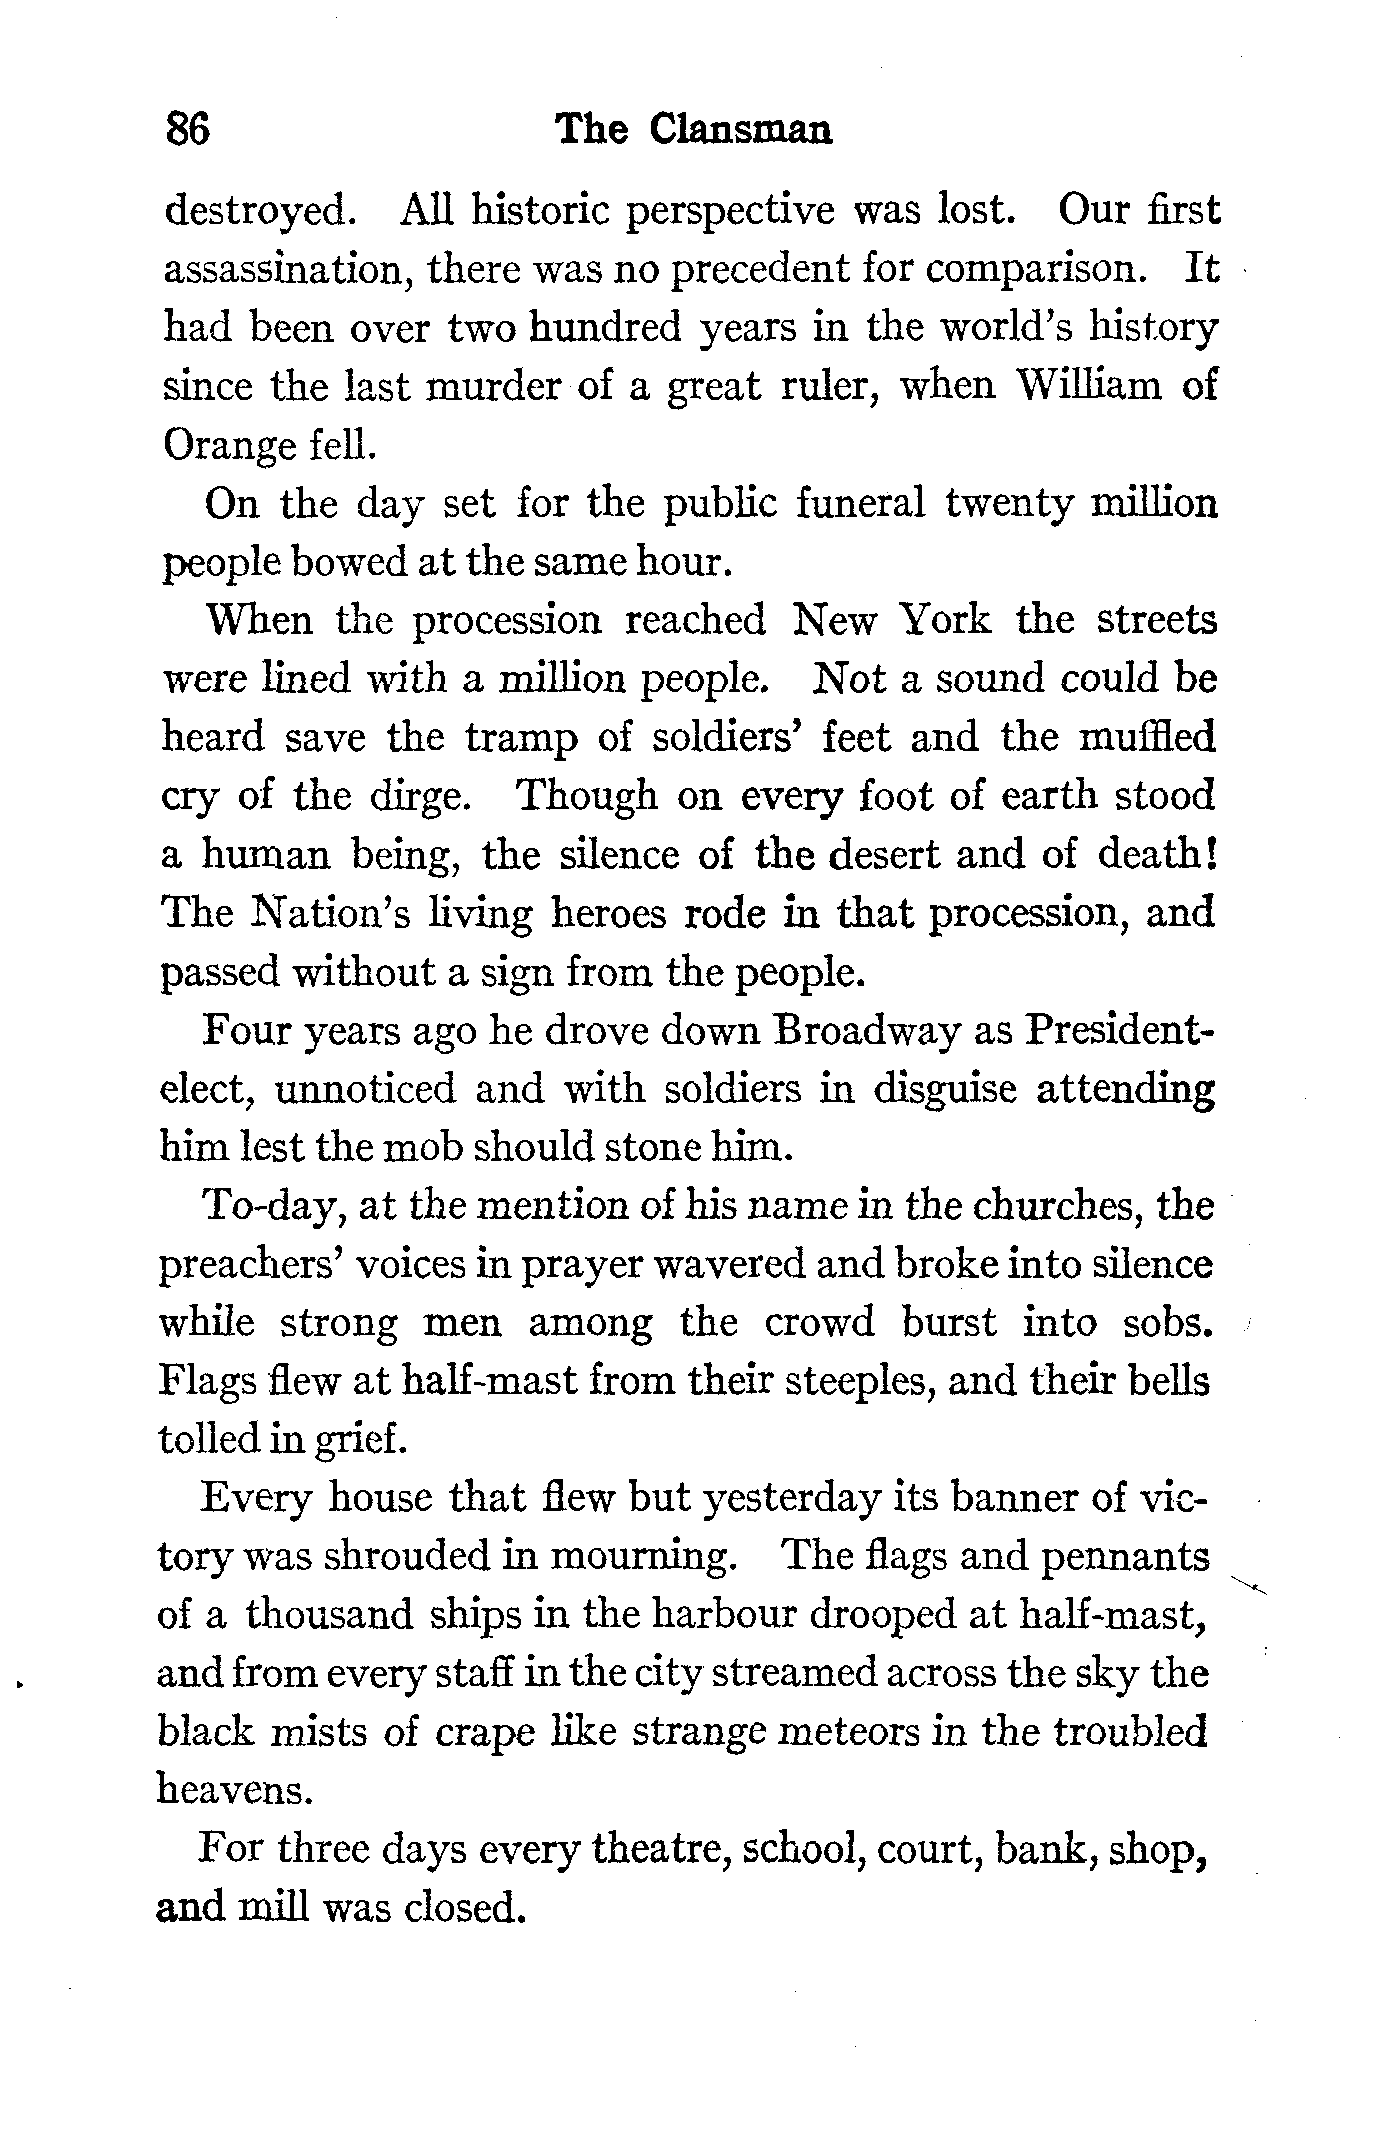 86 The Clansman
destroyed. All historic perspective was lost. Our first
assassination, there was no precedent for comparison. It
had been over two hundred years in the world's history
since the last murder of a great ruler, when William of
Orange fell.
On the day set for the public funeral twenty million
people bowed at the same hour.
When the procession reached New York the streets
were lined with a million people. Not a sound could be
heard save the tramp of soldiers' feet and the muffled
cry of the dirge. Though on every foot of earth stood
a human being, the silence of the desert and of death!
The Nation's living heroes rode in that procession, and
passed without a sign from the people.
Four years ago he drove down Broadway as President-
elect, unnoticed and with soldiers in disguise attending
him lest the mob should stone him.
To-day, at the mention of his name in the churches, the
preachers' voices in prayer wavered and broke into silence
while strong men among the crowd burst into sobs.
Flags flew at half-mast from their steeples, and their bells
tolled in grief.
Every house that flew but yesterday its banner of vic-
tory was shrouded in mourning. The flags and pennants
of a thousand ships in the harbour drooped at half-mast,
and from every staff in the city streamed across the sky the
black mists of crape like strange meteors in the troubled
heavens.
For three days every theatre, school, court, bank, shop,
and mill was closed.